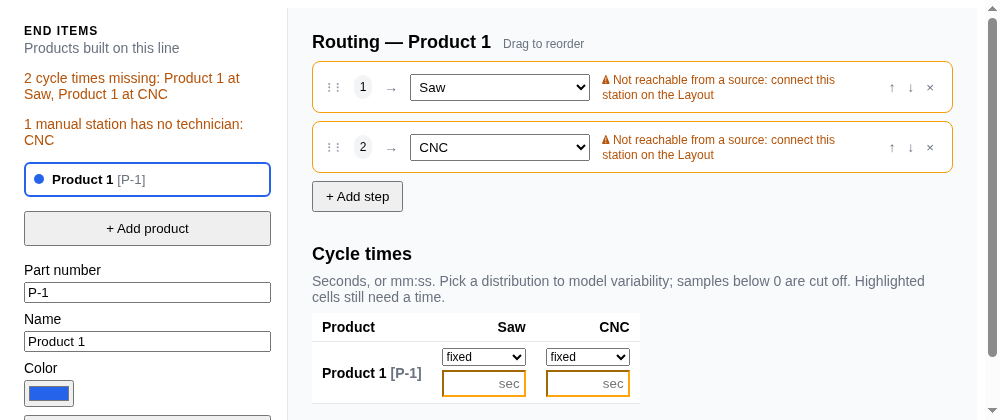 END ITEMS
Products built on this line
2 cycle times missing: Product 1 at
Saw, Product 1 at CNC
1 manual station has no technician:
CNC
Product 1 [P-1]
+ Add product
Part number
P-1
Name
Product 1
Color
Routing — Product 1 Drag to reorder
1 → Saw Not reachable from a source: connect this
station on the Layout ↑ ↓ ×
2 → CNC Not reachable from a source: connect this
station on the Layout ↑ ↓ ×
+ Add step
Cycle times
Seconds, or mm:ss. Pick a distribution to model variability; samples below 0 are cut off. Highlighted
cells still need a time.
Product Saw CNC
fixed fixed
Product 1 [P-1]
sec sec